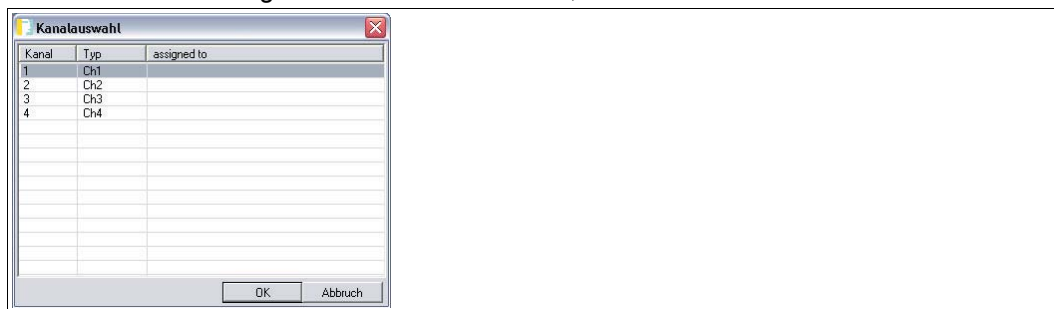 Kanalauswahl
Kanal Typ assigned to
1 Ch1
2 Ch2
3 Ch3
4 Ch4
OK Abbruch